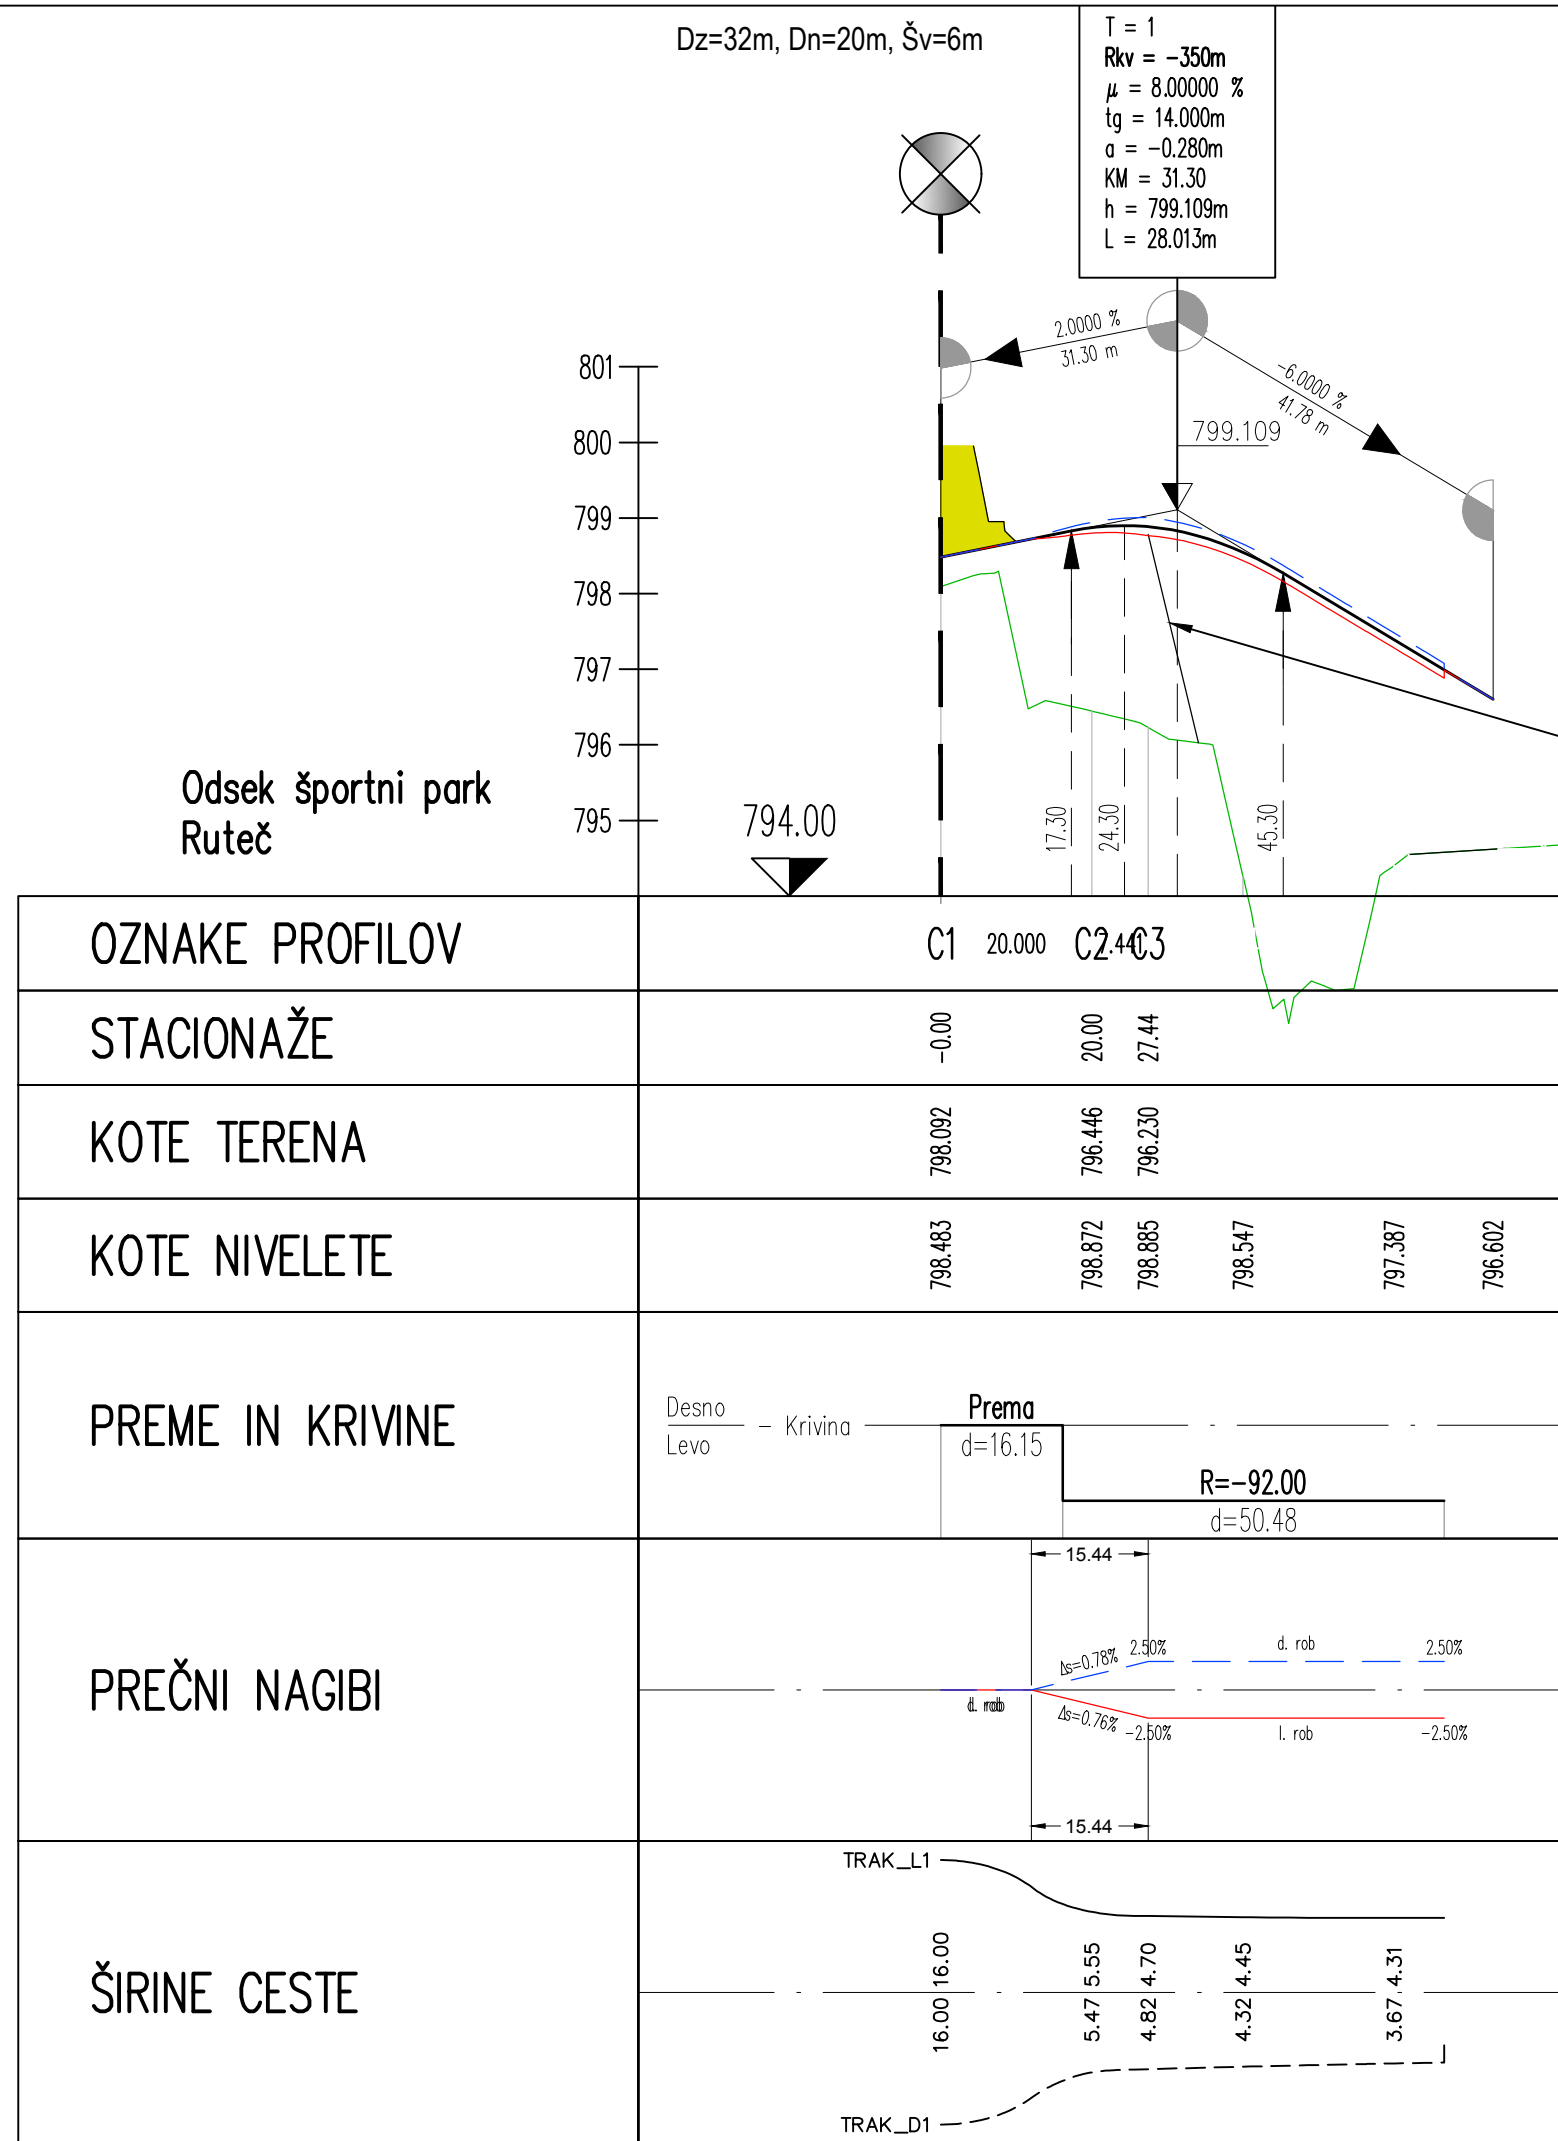 Dz=32m, Dn=20m, Šv=6m
T = 1
Rkv = -350m
μ = 8.00000 %
tg = 14.000m
a = -0.280m
KM = 31.30
h = 799.109m
L = 28.013m
2.0000 %
31.30 m
-6.0000 %
41.78 m
799.109
801
800
799
798
797
796
795
Odsek športni park
Ruteč
794.00
17.30
24.30
45.30
OZNAKE PROFILOV
C1 20.000 C2 7.441 C3
STACIONAŽE
-0.00 20.00 27.44
KOTE TERENA
798.092 796.446 796.230
KOTE NIVELETE
798.483 798.872 798.885 798.547 797.387 796.602
PREME IN KRIVINE
Desno
Levo
- Krivina
Prema
d=16.15
R=-92.00
d=50.48
PREČNI NAGIBI
15.44
Δs=0.78% 2.50% d. rob 2.50%
d. rob
Δs=0.76% -2.50% l. rob -2.50%
15.44
ŠIRINE CESTE
TRAK_L1
16.00 5.55 4.70 4.45 4.31
16.00 5.47 4.82 4.32 3.67
TRAK_D1